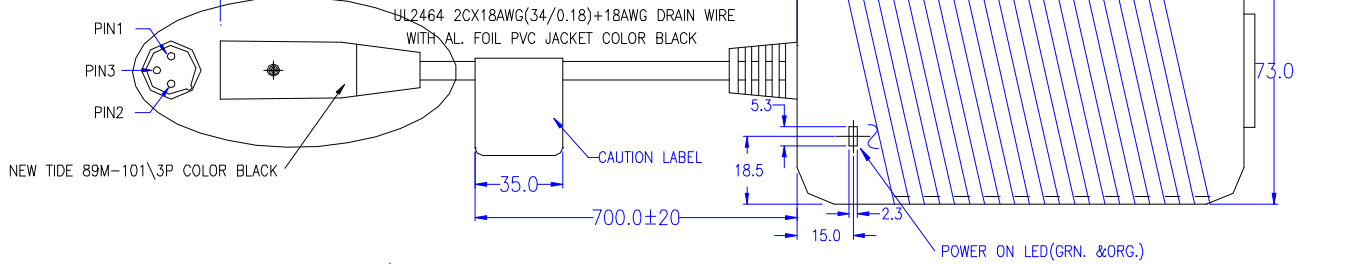 UL2464 2CX18AWG(34/0.18)+18AWG DRAIN WIRE
WITH AL. FOIL PVC JACKET COLOR BLACK
PIN1
PIN3
PIN2
73.0
5.3
CAUTION LABEL
NEW TIDE 89M-101\3P COLOR BLACK
18.5
35.0
700.0±20
2.3
15.0
POWER ON LED(GRN. &ORG.)